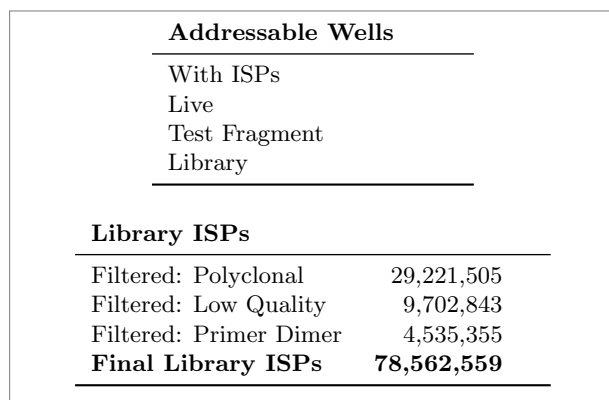 Addressable Wells
With ISPs
Live
Test Fragment
Library
Library ISPs
Filtered: Polyclonal 29,221,505
Filtered: Low Quality 9,702,843
Filtered: Primer Dimer 4,535,355
Final Library ISPs 78,562,559